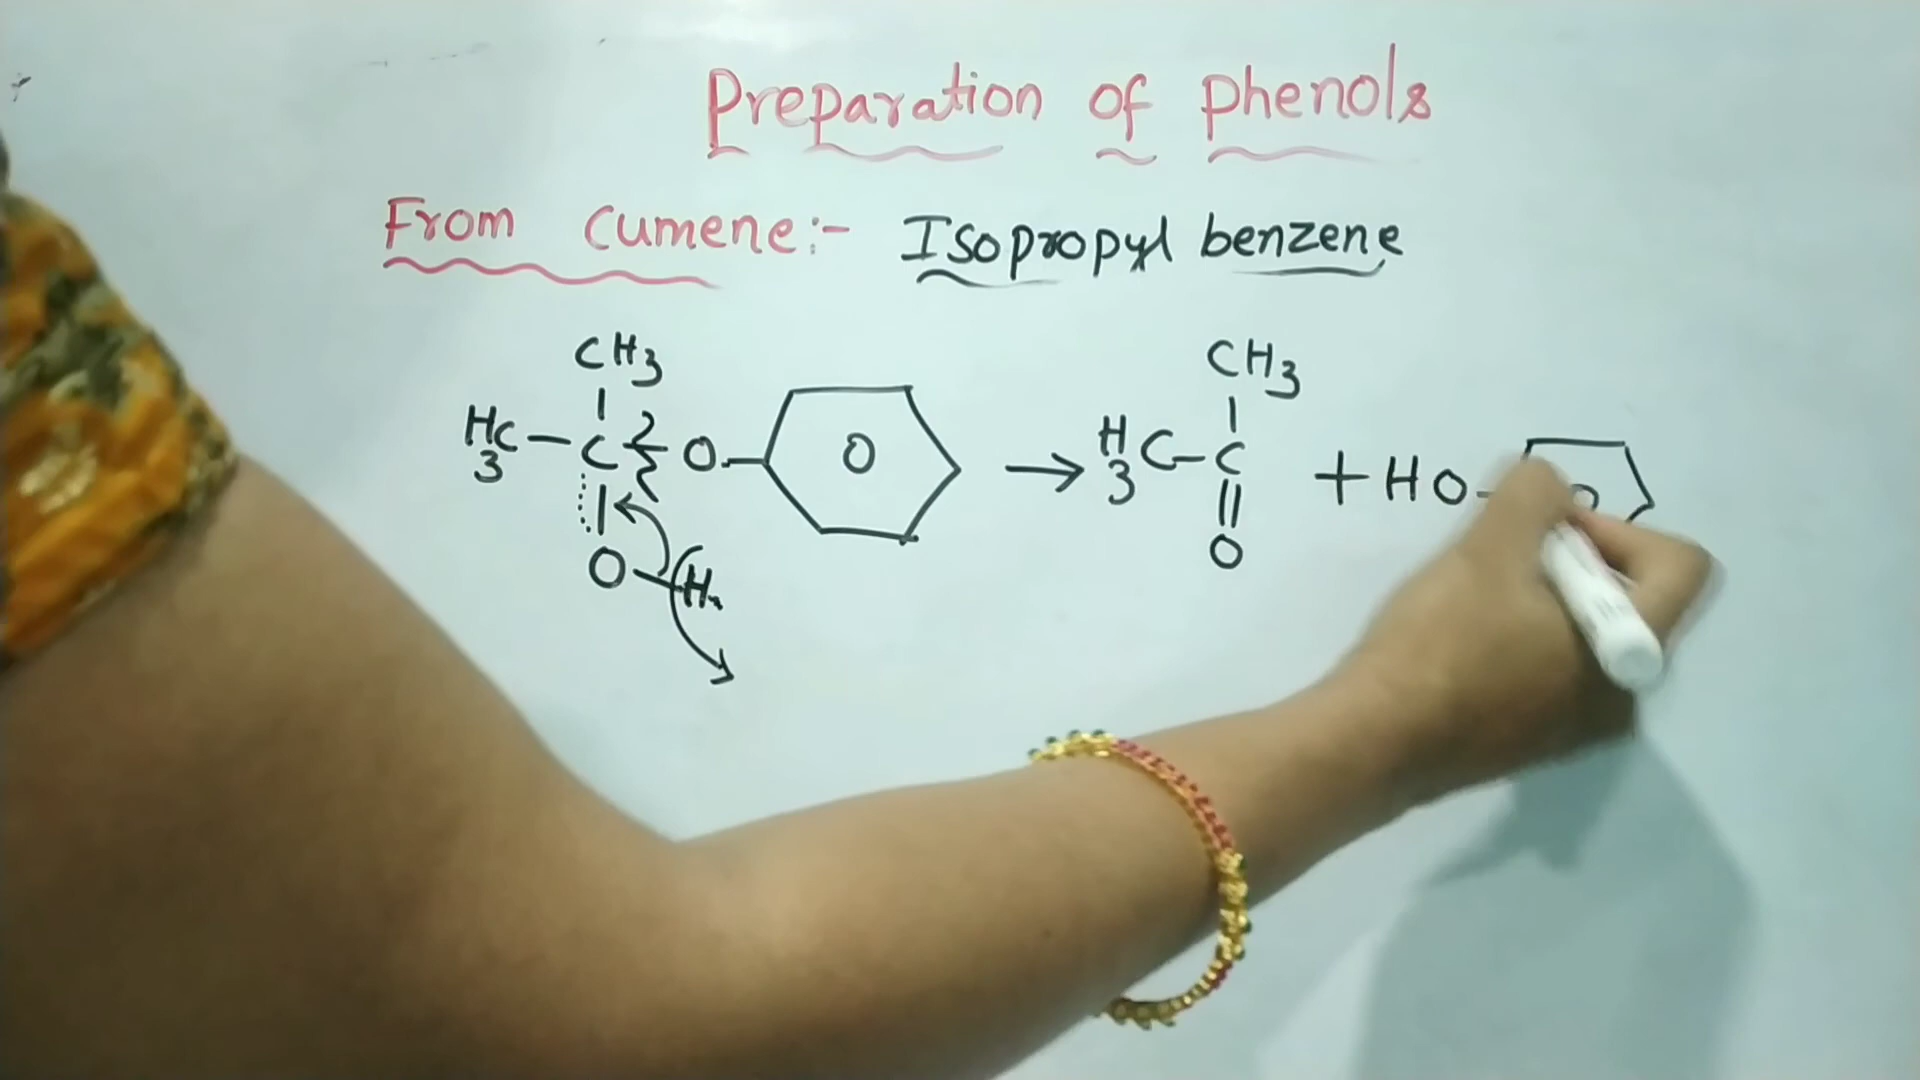 Preparation of phenols
From Cumene:- Isopropyl benzene
CH3 CH3
H3C - C - O - O → H3C - C + HO -
O - H O